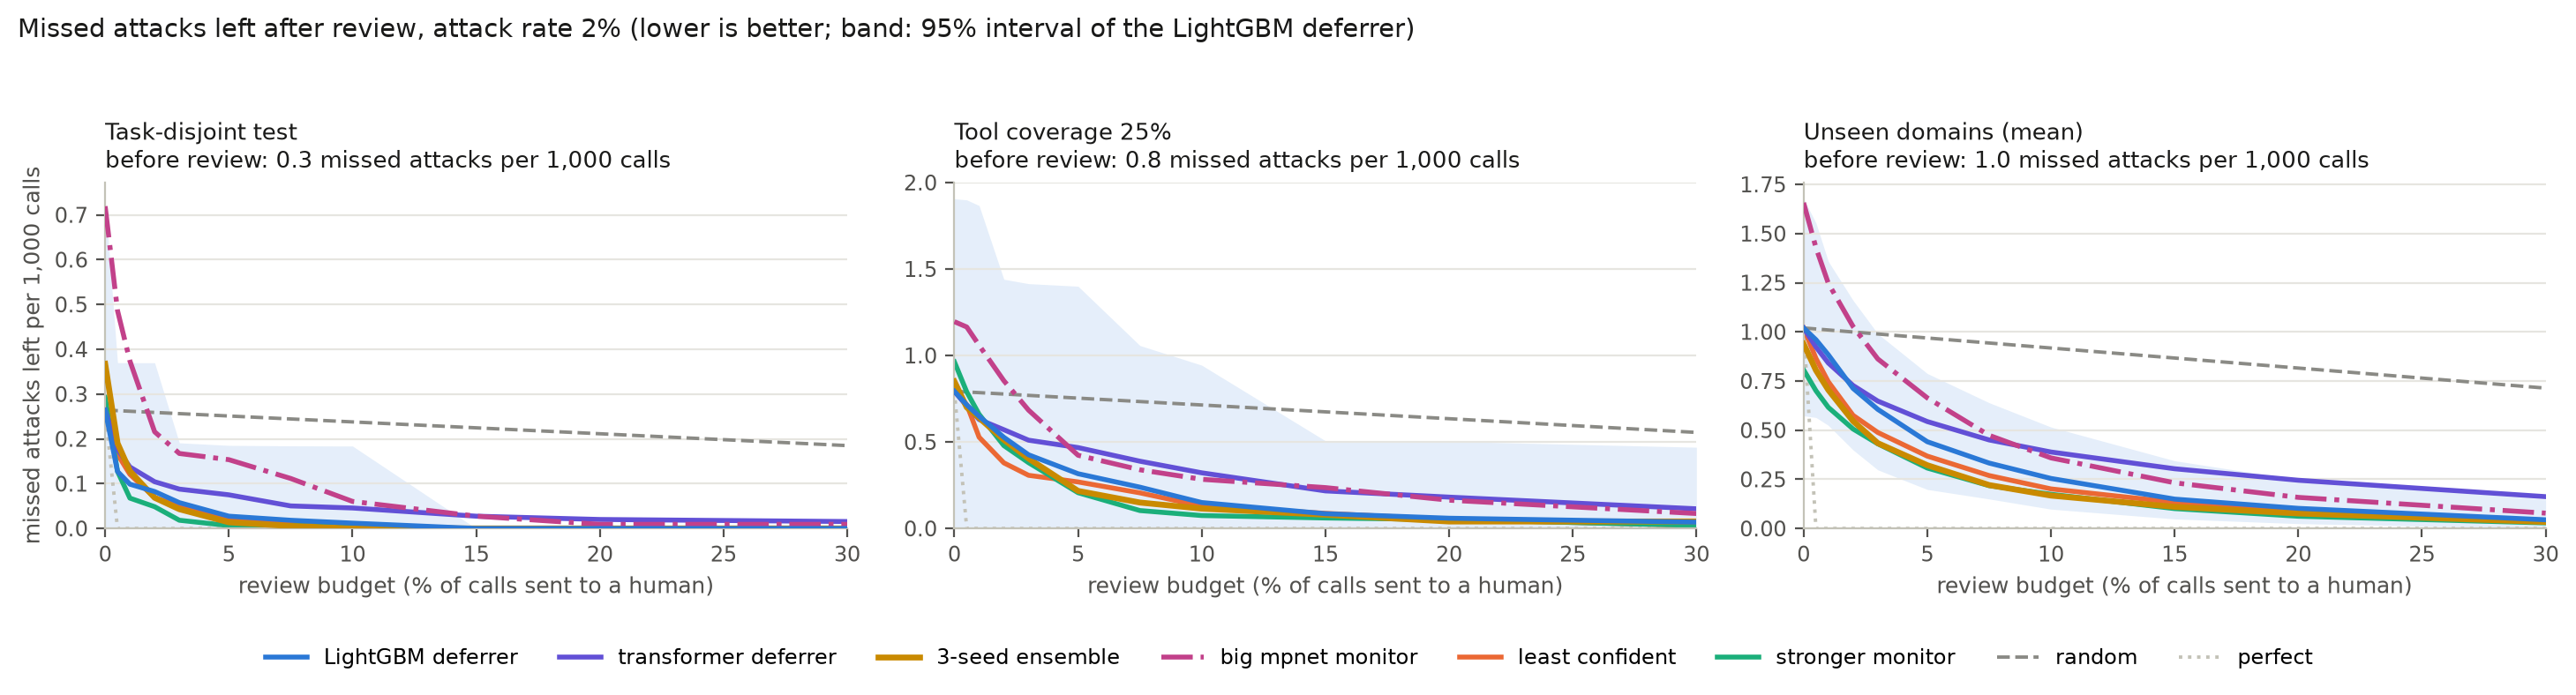 Missed attacks left after review, attack rate 2% (lower is better; band: 95% interval of the LightGBM deferrer)
Task-disjoint test
before review: 0.3 missed attacks per 1,000 calls
missed attacks left per 1,000 calls
0.7
0.6
0.5
0.4
0.3
0.2
0.1
0.0
0 5 10 15 20 25 30
review budget (% of calls sent to a human)
Tool coverage 25%
before review: 0.8 missed attacks per 1,000 calls
2.0
1.5
1.0
0.5
0.0
0 5 10 15 20 25 30
review budget (% of calls sent to a human)
Unseen domains (mean)
before review: 1.0 missed attacks per 1,000 calls
1.75
1.50
1.25
1.00
0.75
0.50
0.25
0.00
0 5 10 15 20 25 30
review budget (% of calls sent to a human)
LightGBM deferrer transformer deferrer 3-seed ensemble big mpnet monitor least confident stronger monitor random perfect